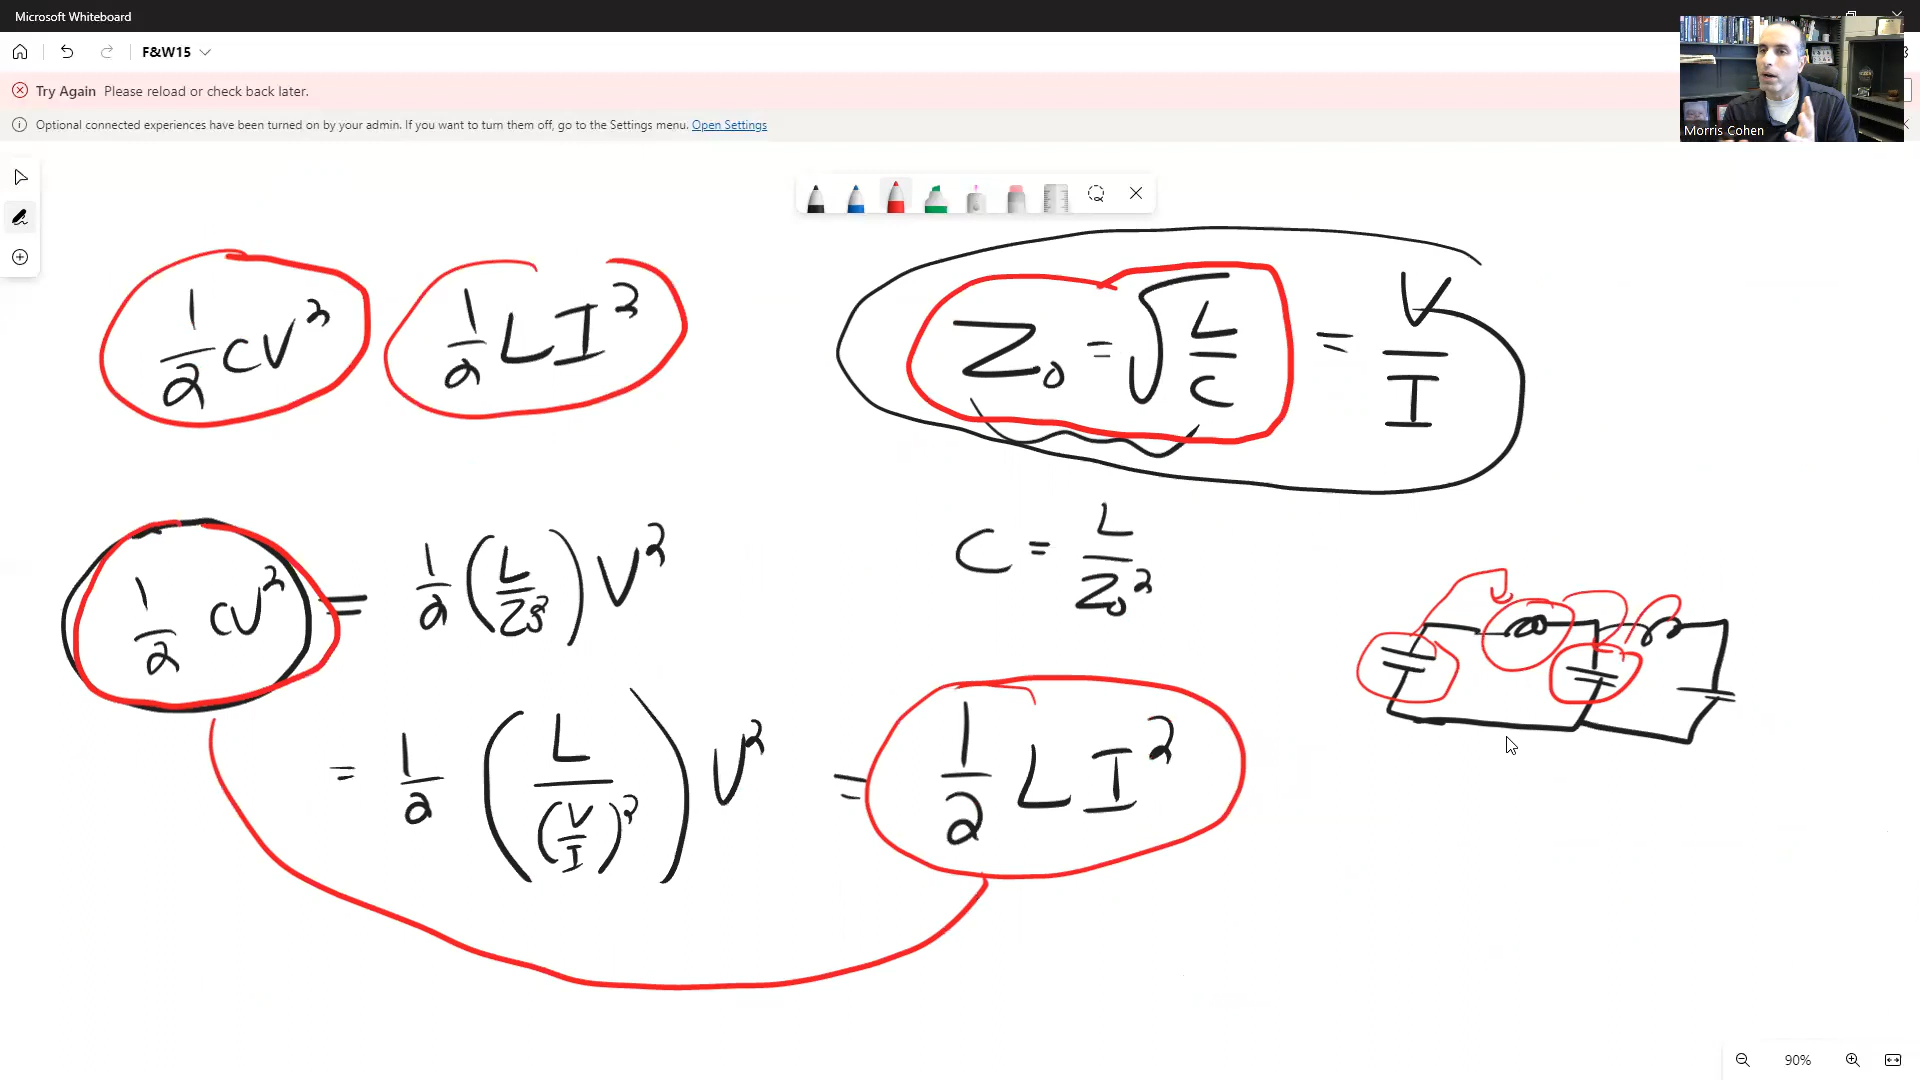 Microsoft Whiteboard
F&W15
Try Again Please reload or check back later.
Optional connected experiences have been turned on by your admin. If you want to turn them off, go to the Settings menu. Open Settings
Morris Cohen
1/2 CV² 1/2 LI²
Z₀ = √(L/C) = V/I
C = L/Z₀²
1/2 CV² = 1/2 (L/Z₀²) V²
= 1/2 (L/(V/I)²) V² = 1/2 LI²
90%